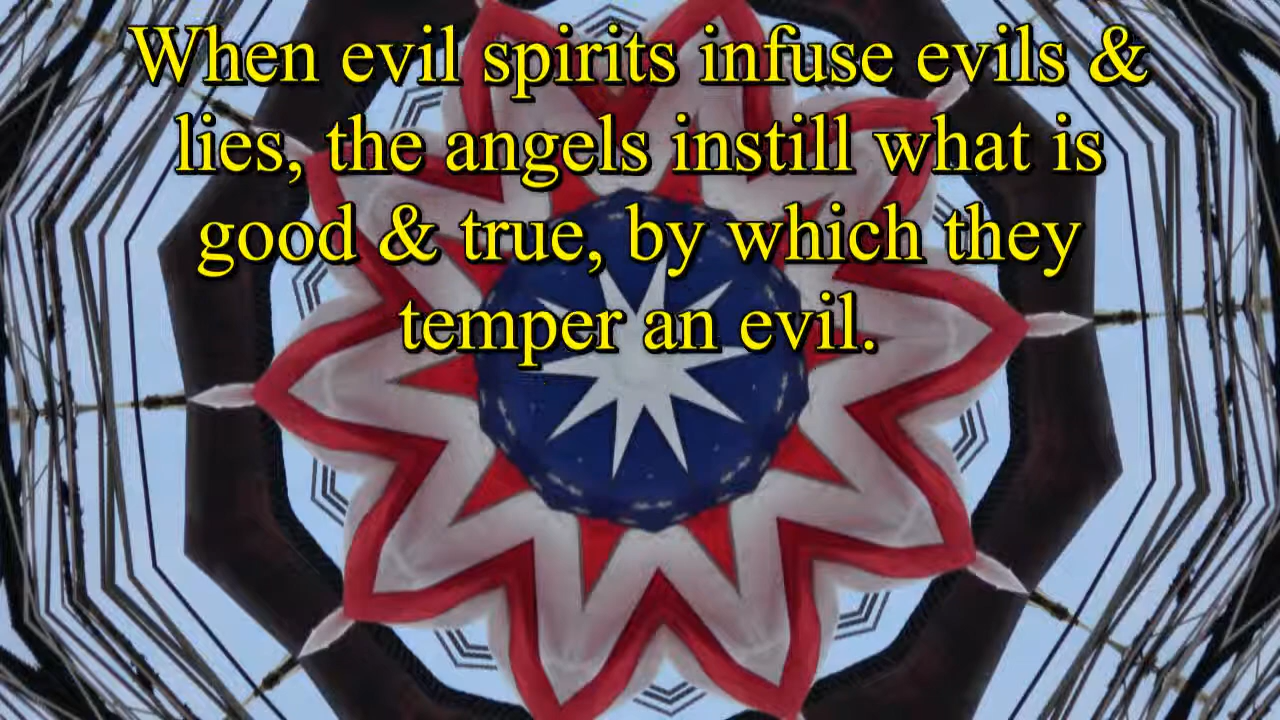 When evil spirits infuse evils &
lies, the angels instill what is
good & true, by which they
temper an evil.